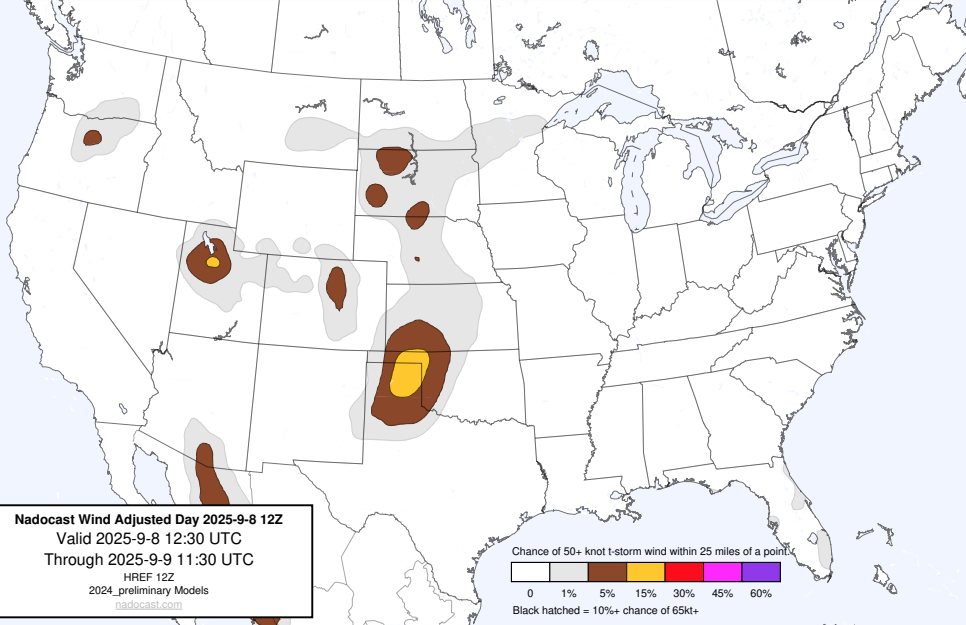 Nadocast Wind Adjusted Day 2025-9-8 12Z
Valid 2025-9-8 12:30 UTC
Through 2025-9-9 11:30 UTC
HREF 12Z
2024_preliminary Models
nadocast.com
Chance of 50+ knot t-storm wind within 25 miles of a point.
0 1% 5% 15% 30% 45% 60%
Black hatched = 10%+ chance of 65kt+